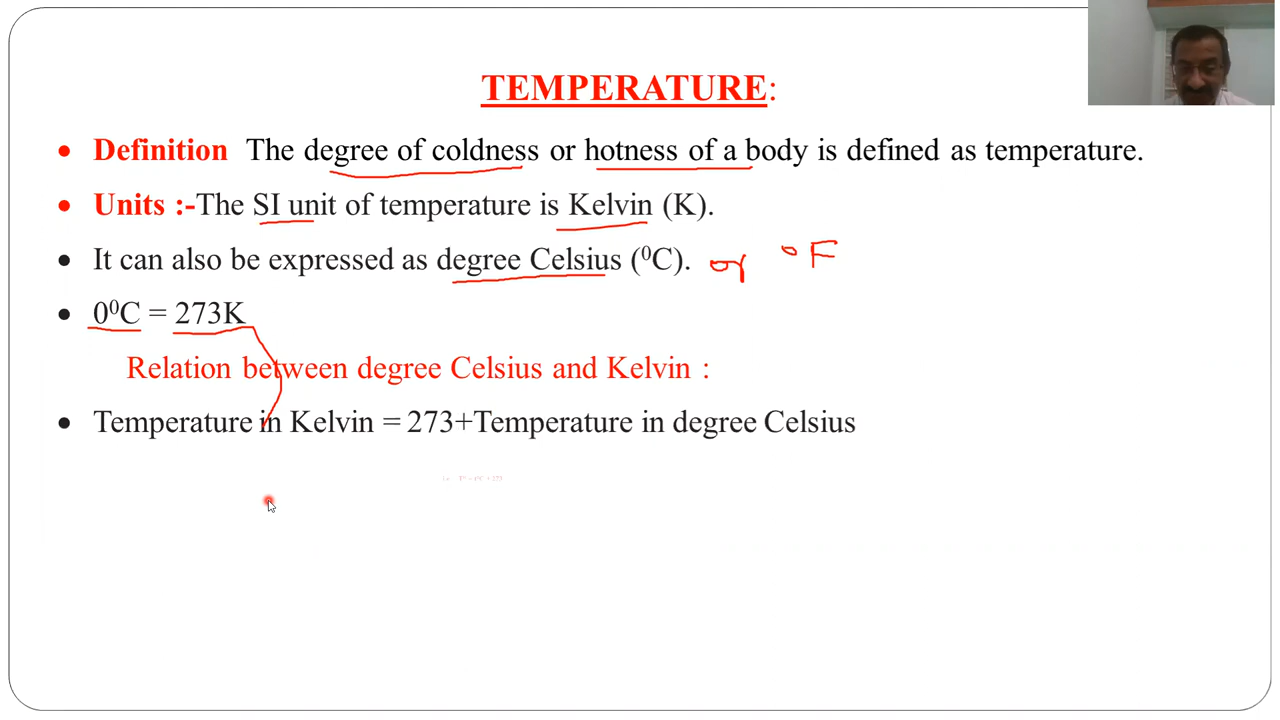 TEMPERATURE:
• Definition The degree of coldness or hotness of a body is defined as temperature.
• Units :-The SI unit of temperature is Kelvin (K).
• It can also be expressed as degree Celsius (⁰C). or °F
• 0⁰C = 273K
Relation between degree Celsius and Kelvin :
• Temperature in Kelvin = 273+Temperature in degree Celsius